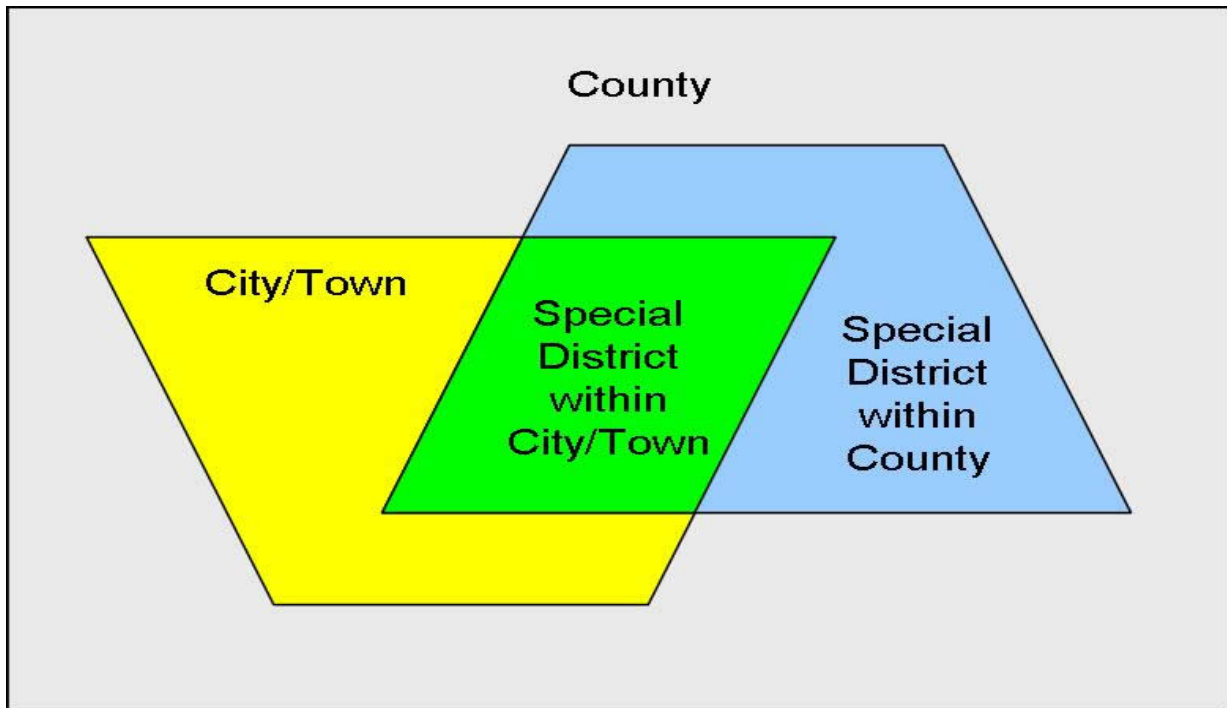 County
City/Town
Special
District
within
City/Town
Special
District
within
County